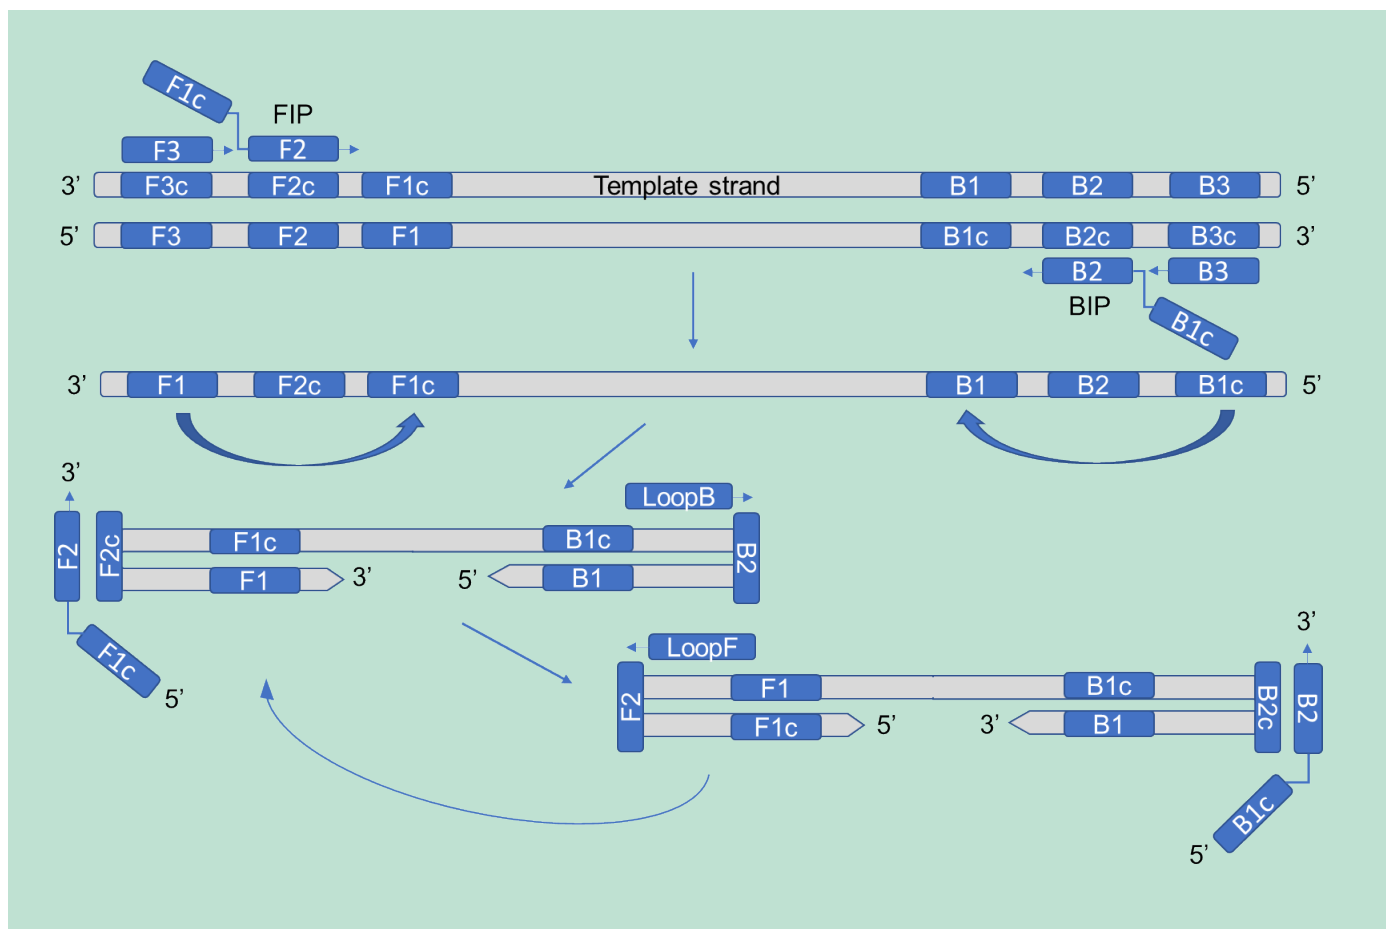 F1c
FIP
F3 F2
3’ F3c F2c F1c Template strand B1 B2 B3 5’
5’ F3 F2 F1 B1c B2c B3c 3’
B2 B3
BIP
B1c
3’ F1 F2c F1c B1 B2 B1c 5’
3’
LoopB
F2 F2c F1c B1c B2
F1 3’ 5’ B1
F1c
5’
3’
LoopF
F2 F1 B1c B2c B2
F1c 5’ 3’ B1
B1c
5’